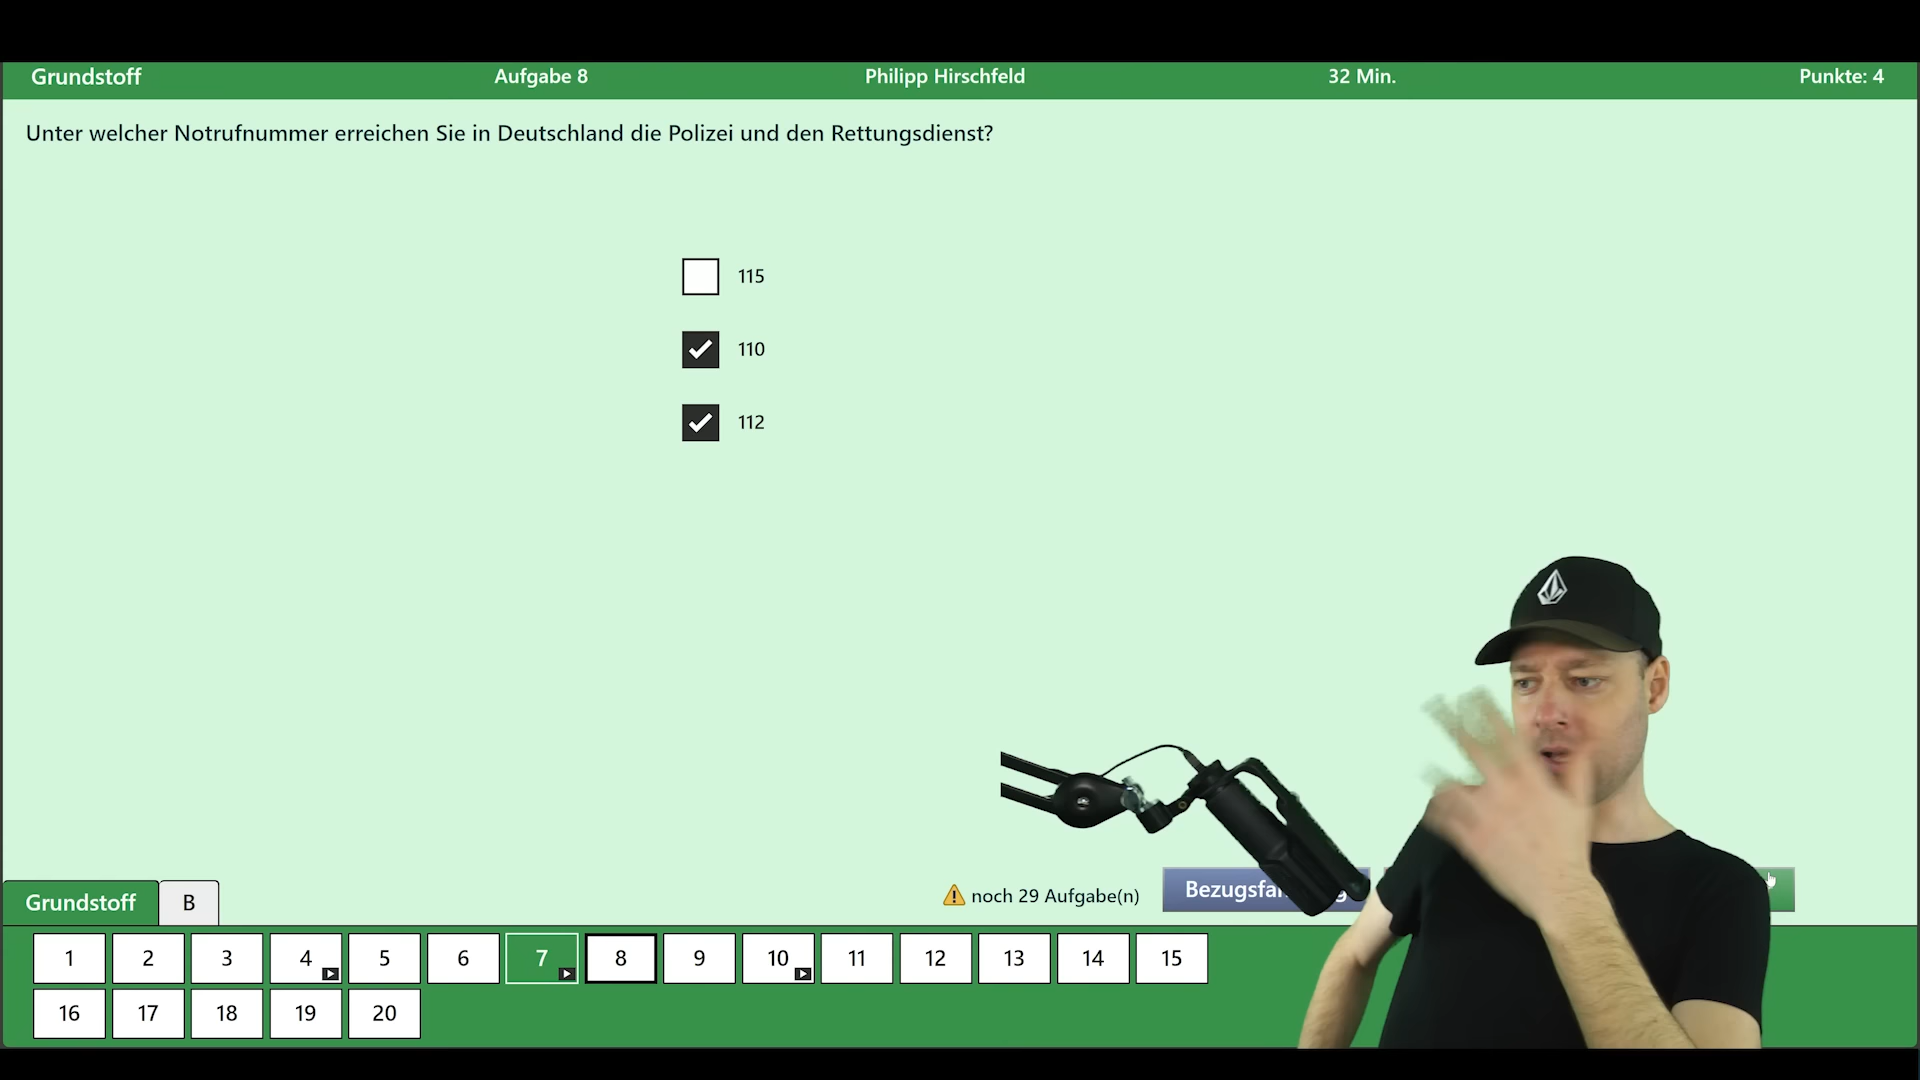 Grundstoff Aufgabe 8 Philipp Hirschfeld 32 Min. Punkte: 4
Unter welcher Notrufnummer erreichen Sie in Deutschland die Polizei und den Rettungsdienst?
115
110
112
Grundstoff B noch 29 Aufgabe(n)
1 2 3 4 5 6 7 8 9 10 11 12 13 14 15
16 17 18 19 20